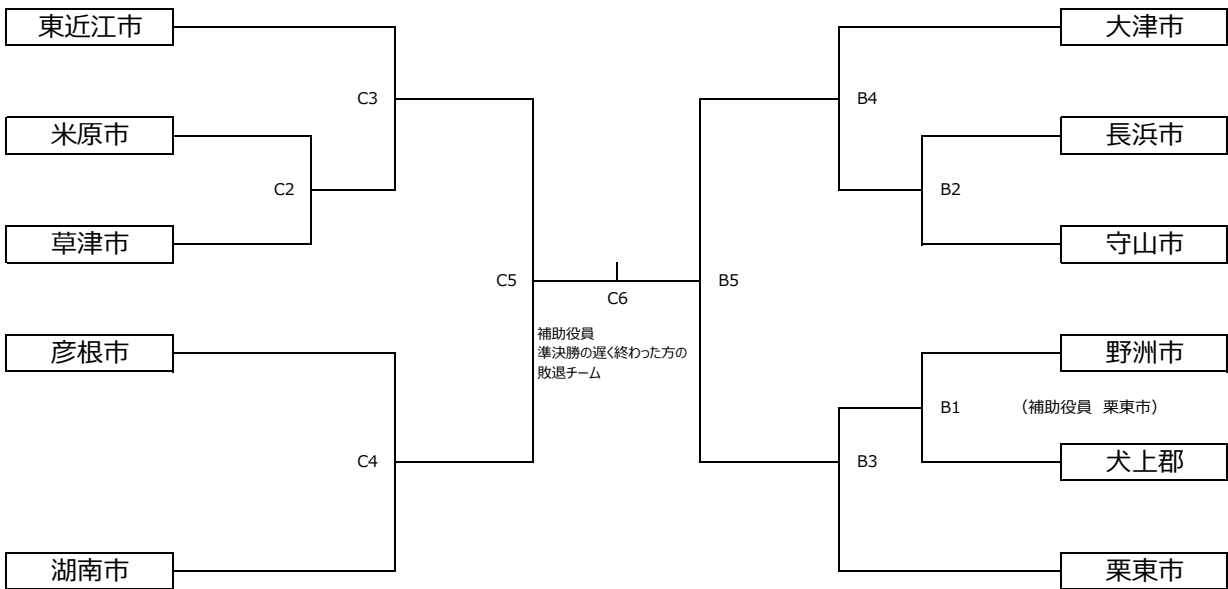 東近江市
大津市
C3
B4
米原市
長浜市
C2
B2
草津市
守山市
C5
B5
C6
補助役員
準決勝の遅く終わった方の
敗退チーム
彦根市
野洲市
B1
（補助役員 栗東市）
C4
B3
犬上郡
湖南市
栗東市